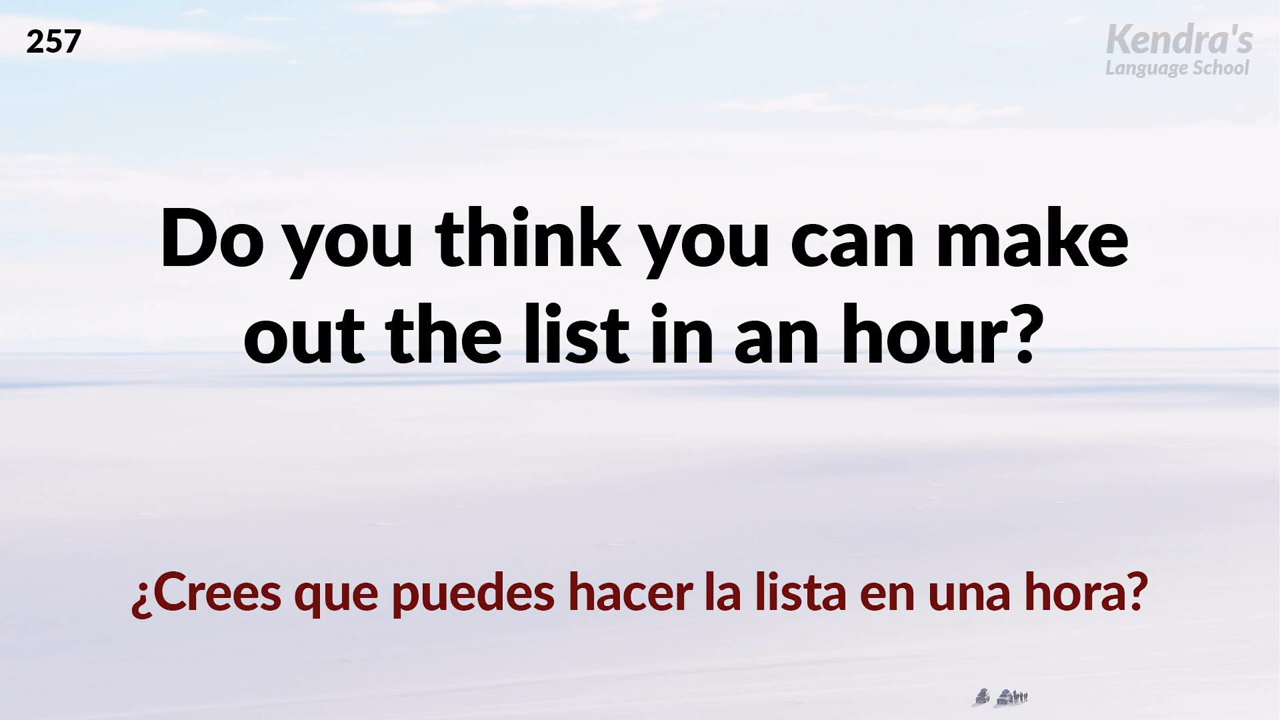 257
Kendra's
Language School
Do you think you can make
out the list in an hour?
¿Crees que puedes hacer la lista en una hora?